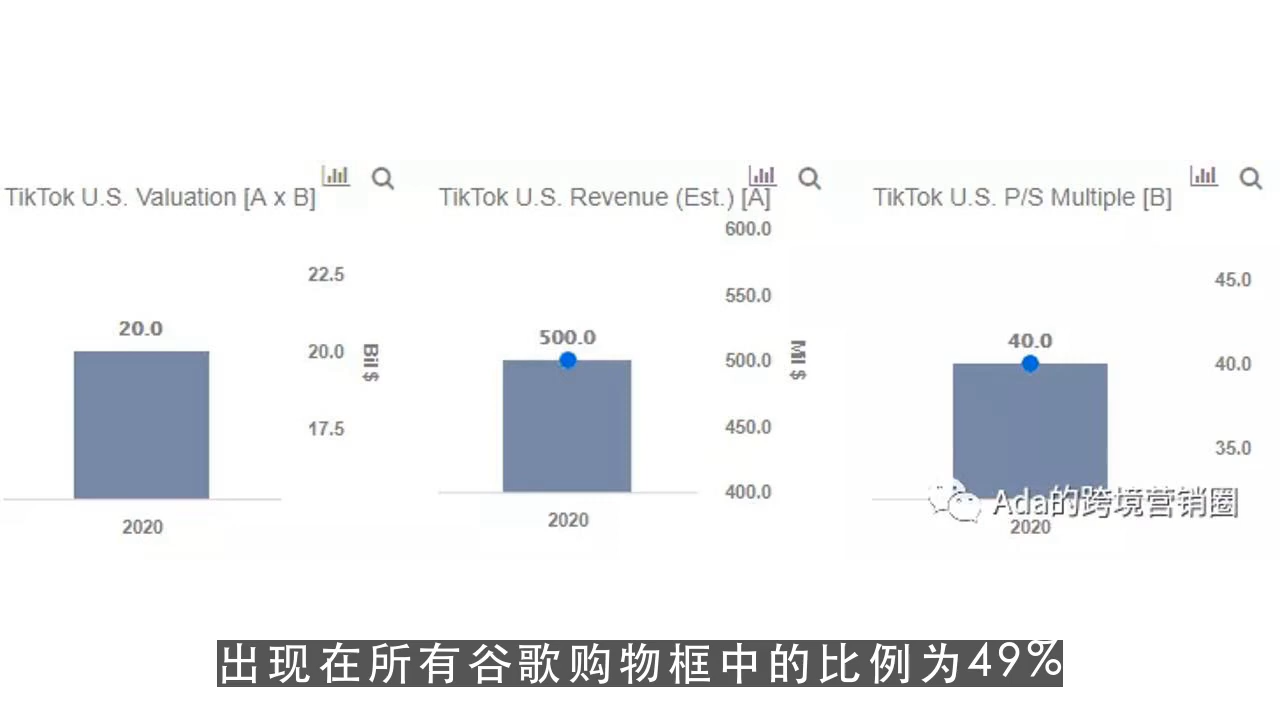 TikTok U.S. Valuation [A x B]
22.5
20.0
20.0
17.5
Bil $
2020
TikTok U.S. Revenue (Est.) [A]
600.0
550.0
500.0
500.0
450.0
400.0
Ml $
2020
TikTok U.S. P/S Multiple [B]
45.0
40.0
40.0
35.0
2020
Ada的跨境营销圈
出现在所有谷歌购物框中的比例为49%